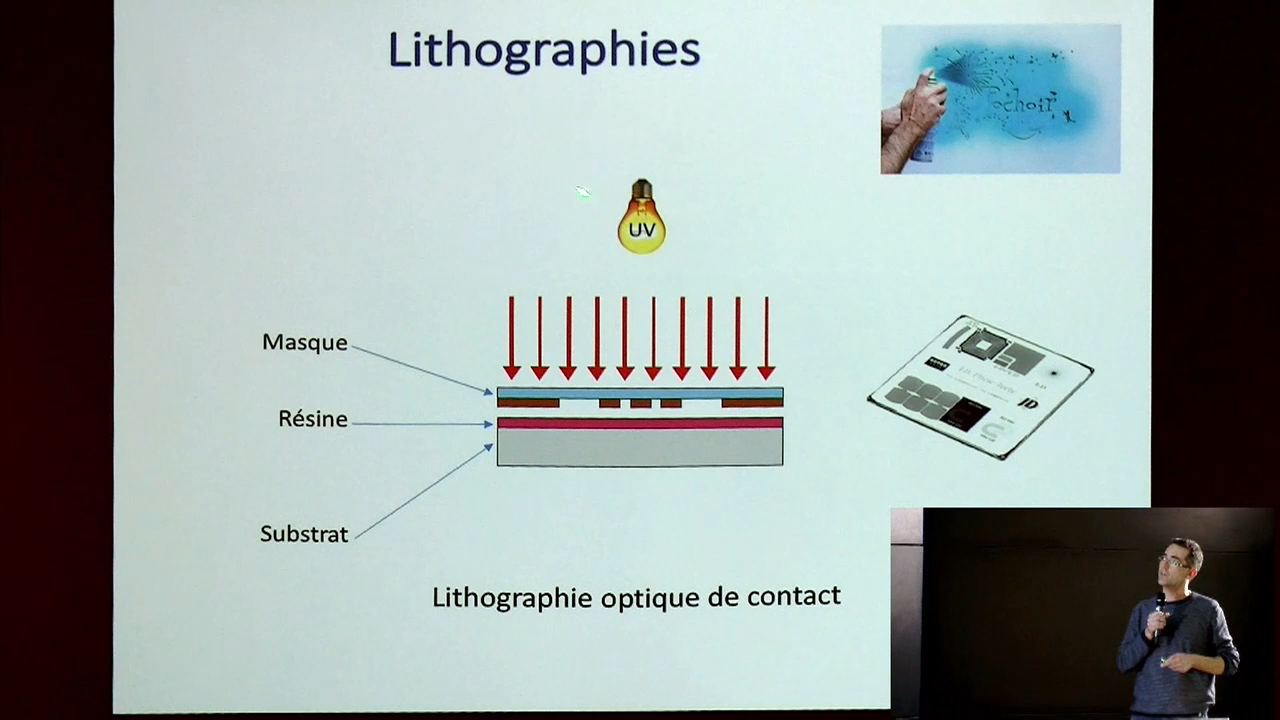 Lithographies
UV
Masque
Résine
Substrat
Lithographie optique de contact